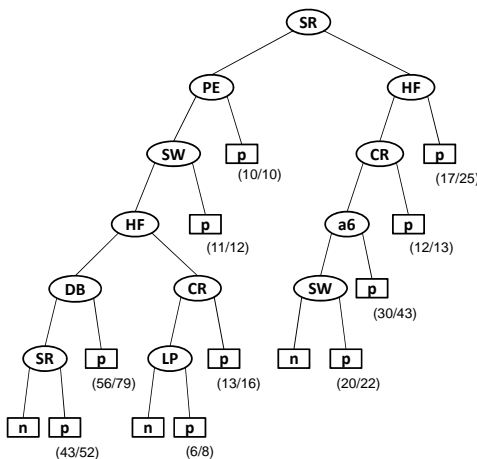 SR
PE HF
SW p CR p
(10/10) (17/25)
HF p a6 p
(11/12) (12/13)
DB CR SW p
(30/43)
SR p LP p n p
(56/79) (13/16) (20/22)
n p n p
(43/52) (6/8)